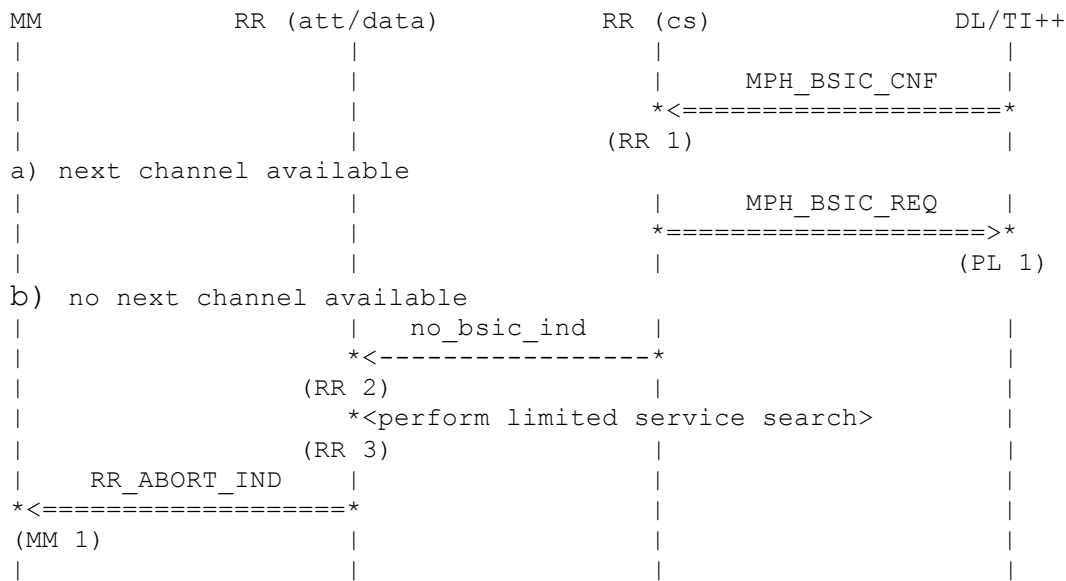 MM RR (att/data) RR (cs) DL/TI++
| | | |
| | | MPH_BSIC_CNF |
| | *<====================*
| | (RR 1) |
a) next channel available
| | | MPH_BSIC_REQ |
| | *====================>*
| | | (PL 1)
b) no next channel available
| | no_bsic_ind | |
| *<-----------------* |
| (RR 2) | |
| *<perform limited service search> |
| (RR 3) | |
| RR_ABORT_IND | | |
*<===================* | |
(MM 1) | | |
| | | |